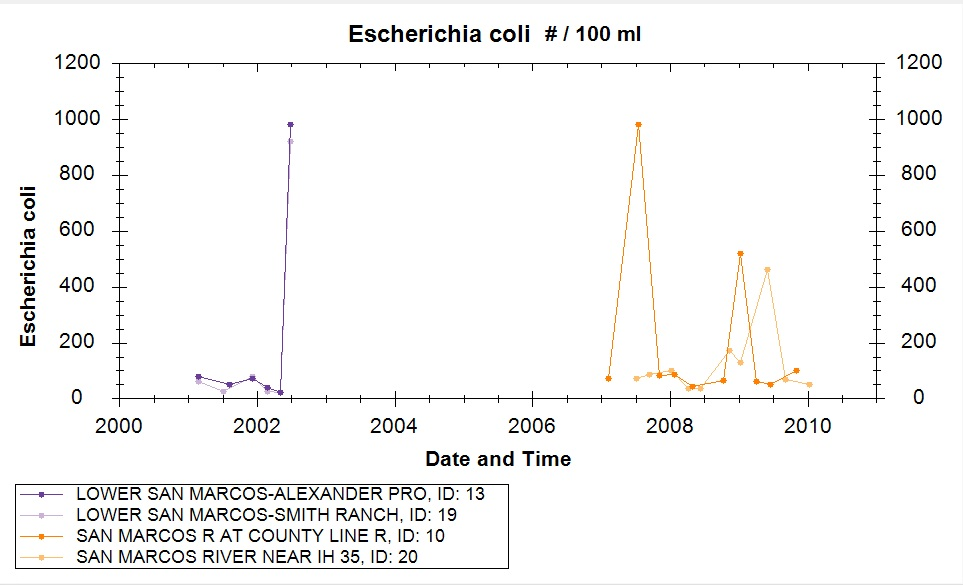 Escherichia coli # / 100 ml
1200 1200
1000 1000
800 800
600 600
400 400
200 200
0 0
Escherichia coli
2000 2002 2004 2006 2008 2010
Date and Time
LOWER SAN MARCOS-ALEXANDER PRO, ID: 13
LOWER SAN MARCOS-SMITH RANCH, ID: 19
SAN MARCOS R AT COUNTY LINE R, ID: 10
SAN MARCOS RIVER NEAR IH 35, ID: 20